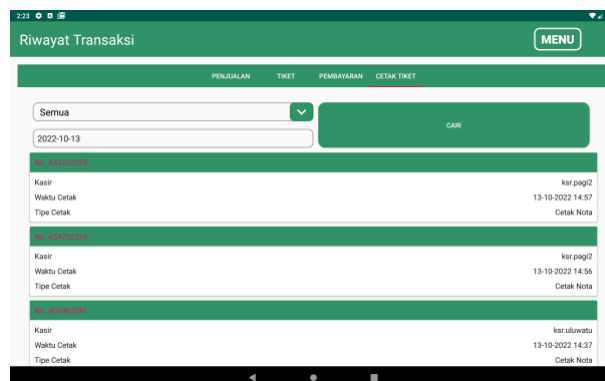 2:23
Riwayat Transaksi
MENU
PENJUALAN TIKET PEMBAYARAN CETAK TIKET
Semua
CARI
2022-10-13
No.
Kasir ksr.pagi2
Waktu Cetak 13-10-2022 14:57
Tipe Cetak Cetak Nota
No.
Kasir ksr.pagi2
Waktu Cetak 13-10-2022 14:56
Tipe Cetak Cetak Nota
No.
Kasir ksr.uluwatu
Waktu Cetak 13-10-2022 14:37
Tipe Cetak Cetak Nota